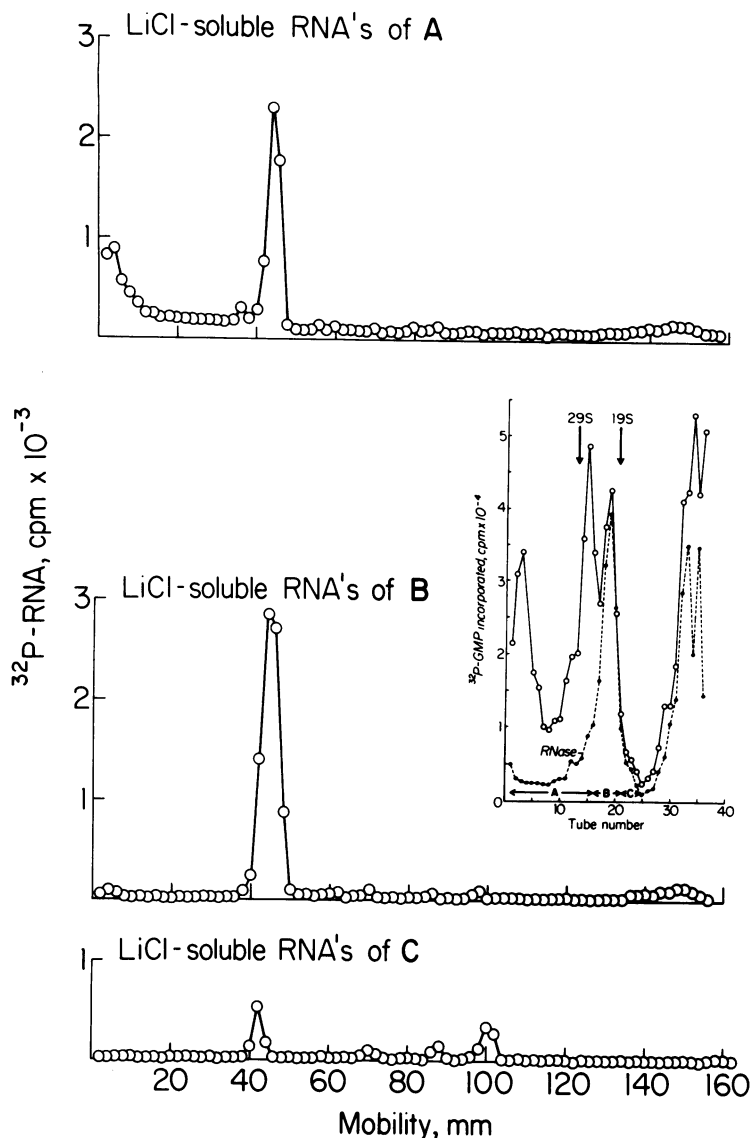 LiCl-soluble RNA's of A
3
2
1
³²P-RNA, cpm x 10⁻³
LiCl-soluble RNA's of B
3
2
1
29S 19S
³²P-GMP incorporated, cpm x 10⁻⁴
5
4
3
2
1
0
RNase
A B C
10 20 30 40
Tube number
LiCl-soluble RNA's of C
1
20 40 60 80 100 120 140 160
Mobility, mm